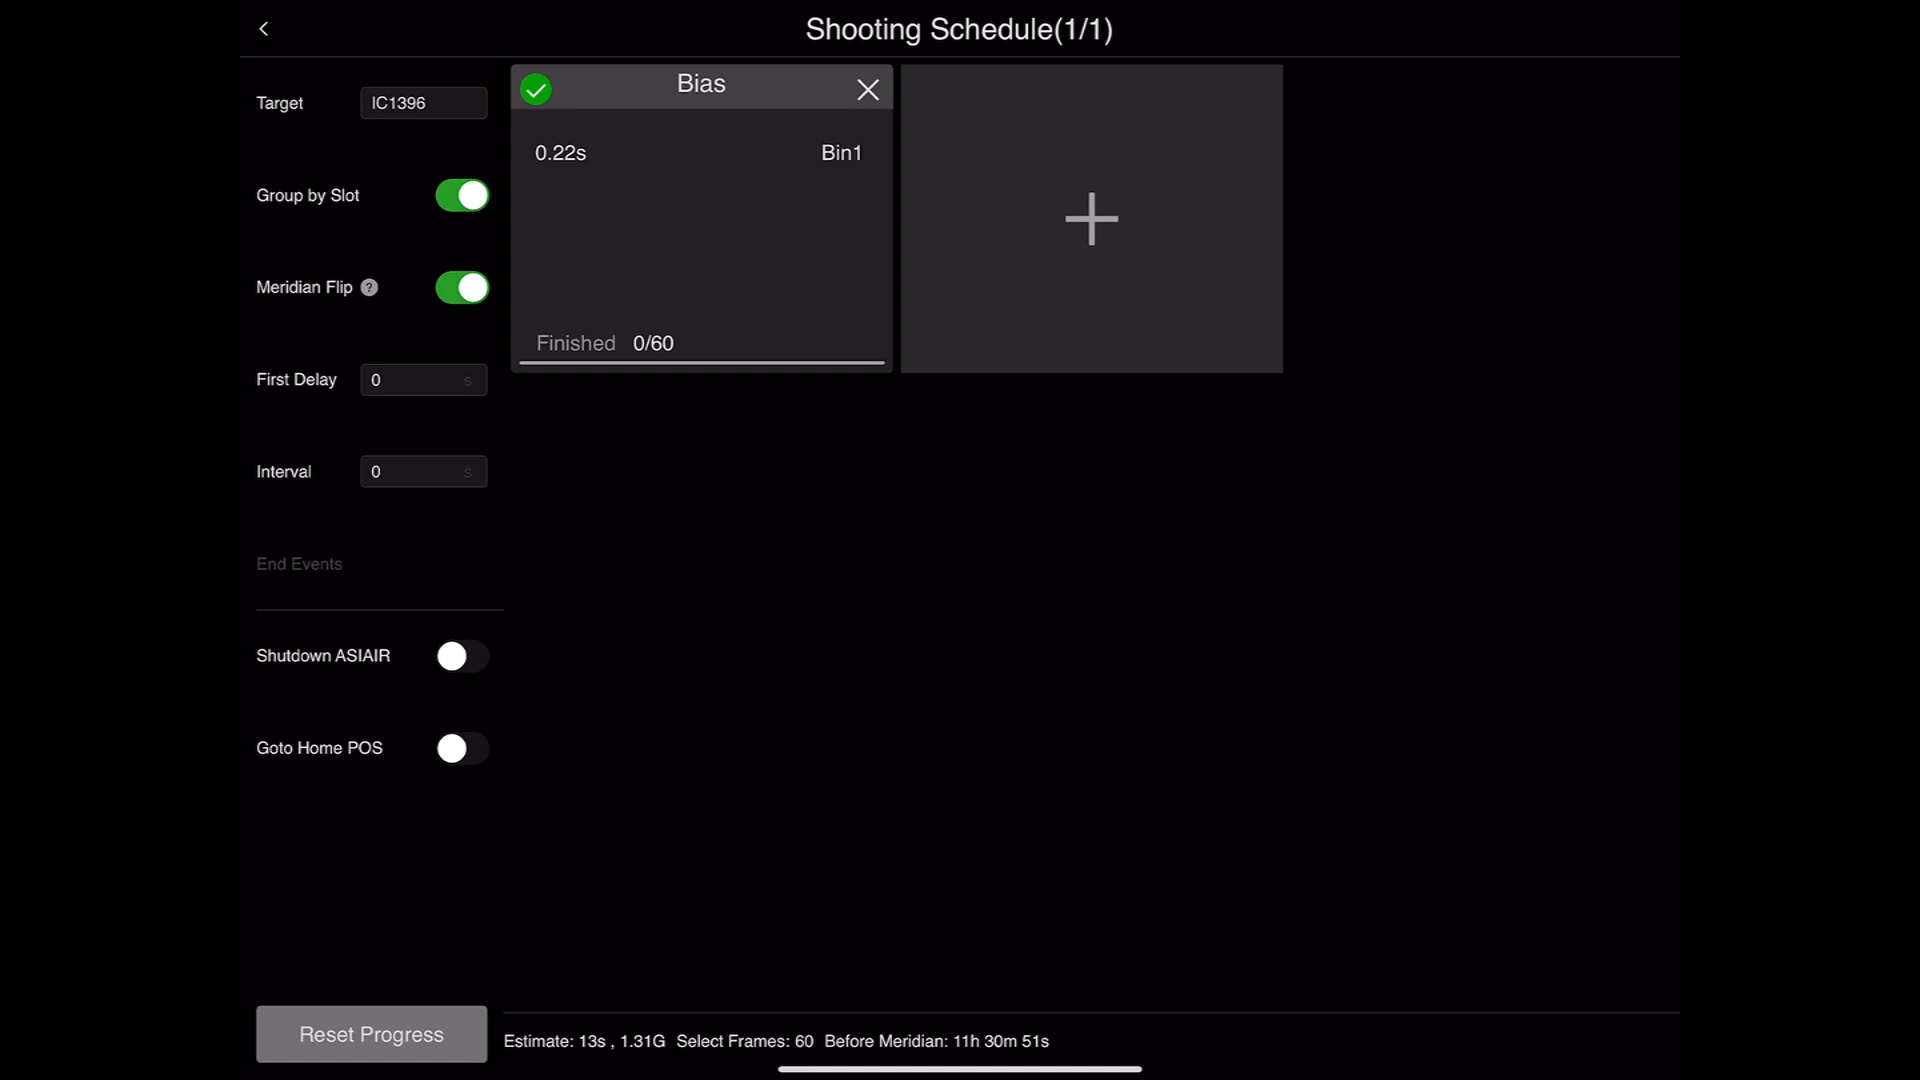 Shooting Schedule(1/1)
Target IC1396
Group by Slot
Meridian Flip ?
First Delay 0 s
Interval 0 s
End Events
Shutdown ASIAIR
Goto Home POS
Reset Progress
Bias
0.22s Bin1
Finished 0/60
Estimate: 13s , 1.31G Select Frames: 60 Before Meridian: 11h 30m 51s